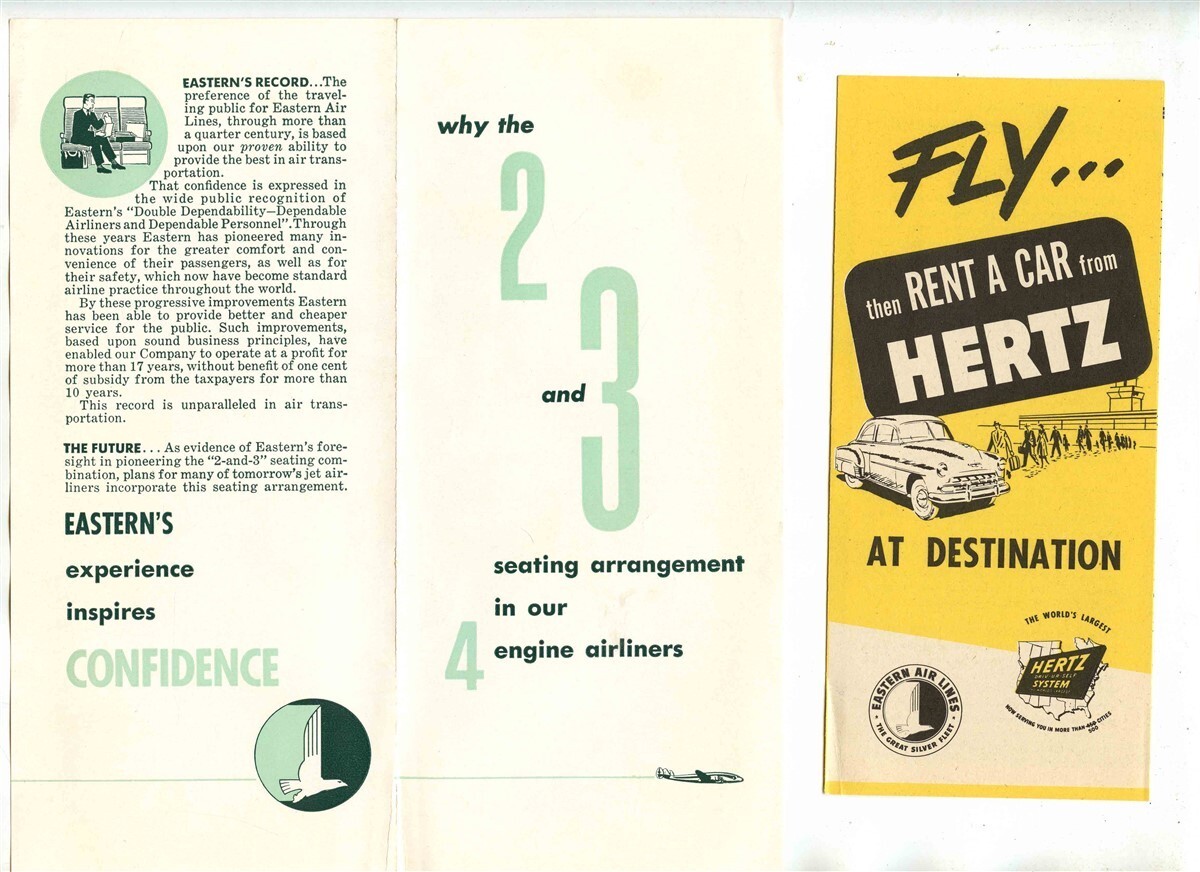 EASTERN'S RECORD...The
preference of the travel-
ing public for Eastern Air
Lines, through more than
a quarter century, is based
upon our proven ability to
provide the best in air trans-
portation.
That confidence is expressed in
the wide public recognition of
Eastern's "Double Dependability—Dependable
Airliners and Dependable Personnel". Through
these years Eastern has pioneered many in-
novations for the greater comfort and con-
venience of their passengers, as well as for
their safety, which now have become standard
airline practice throughout the world.
By these progressive improvements Eastern
has been able to provide better and cheaper
service for the public. Such improvements,
based upon sound business principles, have
enabled our Company to operate at a profit for
more than 17 years, without benefit of one cent
of subsidy from the taxpayers for more than
10 years.
This record is unparalleled in air trans-
portation.
THE FUTURE... As evidence of Eastern's fore-
sight in pioneering the "2-and-3" seating com-
bination, plans for many of tomorrow's jet air-
liners incorporate this seating arrangement.
EASTERN'S
experience
inspires
CONFIDENCE
why the
2
and
3
seating arrangement
in our
4 engine airliners
FLY...
then RENT A CAR from
HERTZ
AT DESTINATION
EASTERN AIR LINES
• THE GREAT SILVER FLEET •
THE WORLD'S LARGEST
HERTZ
DRIV-UR-SELF
SYSTEM
NOW SERVING YOU IN MORE THAN CITIES
500